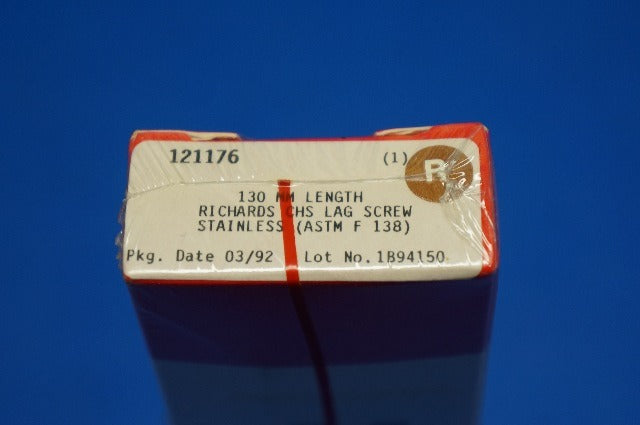 121176 (1) R
130 MM LENGTH
RICHARDS CHS LAG SCREW
STAINLESS (ASTM F 138)
Pkg. Date 03/92 Lot No. 1B94150